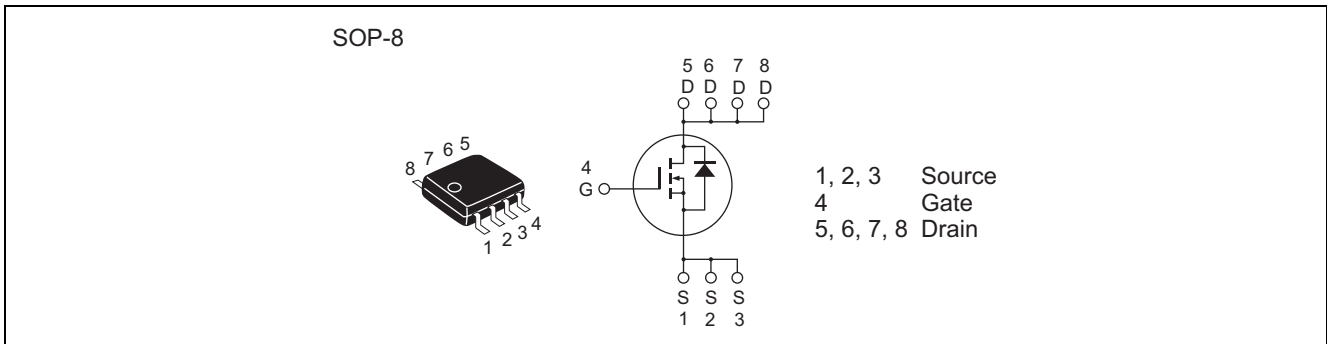 SOP-8
5 6 7 8
D D D D
8 7 6 5
1 2 3 4
4
G
S S S
1 2 3
1, 2, 3 Source
4 Gate
5, 6, 7, 8 Drain